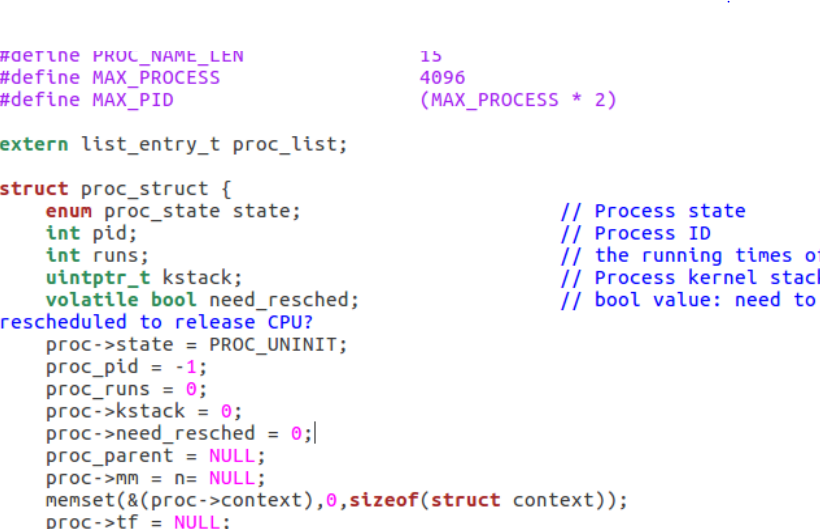 #define PROC_NAME_LEN 15
#define MAX_PROCESS 4096
#define MAX_PID (MAX_PROCESS * 2)
extern list_entry_t proc_list;
struct proc_struct {
enum proc_state state; // Process state
int pid; // Process ID
int runs; // the running times of
uintptr_t kstack; // Process kernel stack
volatile bool need_resched; // bool value: need to
rescheduled to release CPU?
proc->state = PROC_UNINIT;
proc_pid = -1;
proc_runs = 0;
proc->kstack = 0;
proc->need_resched = 0;
proc_parent = NULL;
proc->mm = n= NULL;
memset(&(proc->context),0,sizeof(struct context));
proc->tf = NULL;